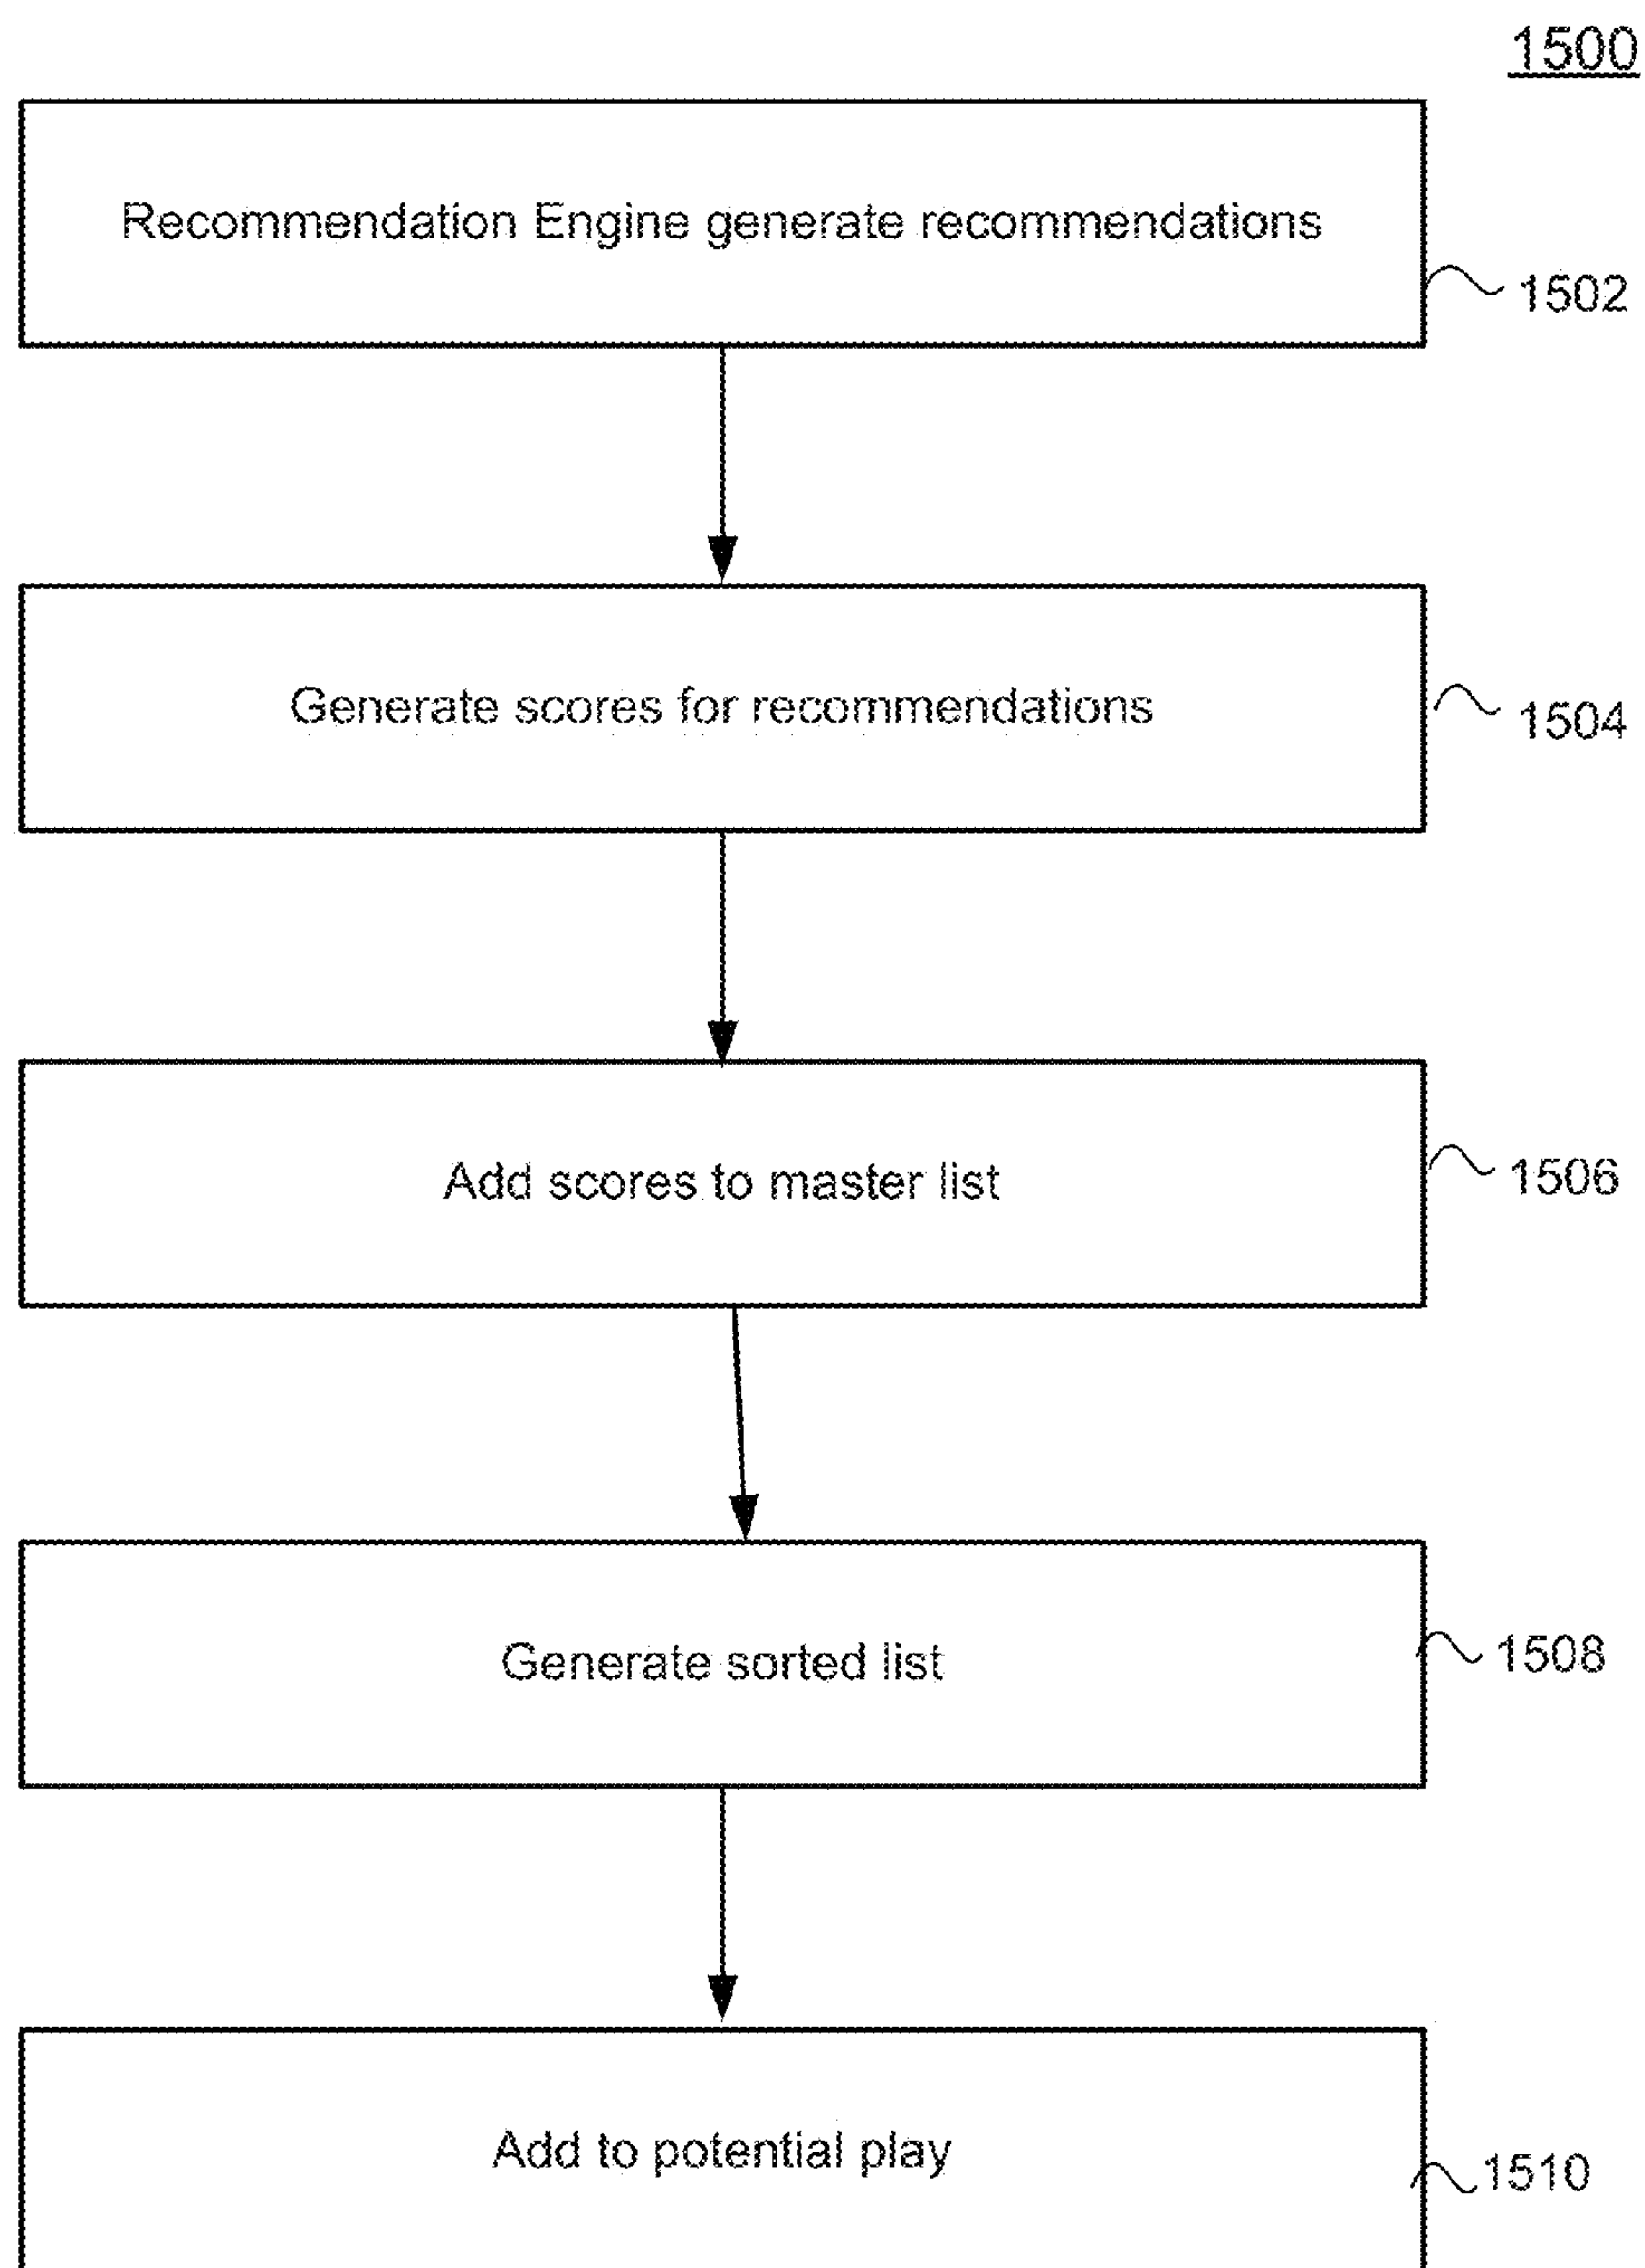 1500
Recommendation Engine generate recommendations
1502
Generate scores for recommendations
1504
Add scores to master list
1506
Generate sorted list
1508
Add to potential play
1510